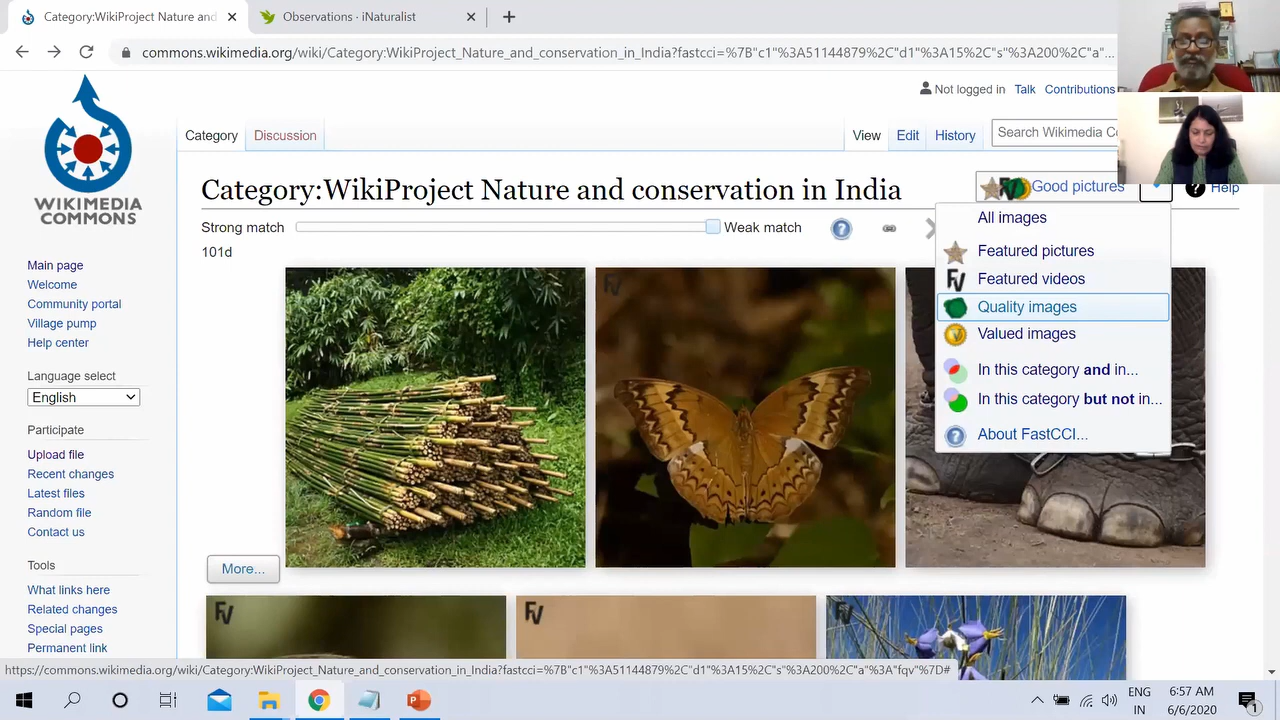 Category:WikiProject Nature and
Observations · iNaturalist
commons.wikimedia.org/wiki/Category:WikiProject_Nature_and_conservation_in_India?fastcci=%7B"c1"%3A51144879%2C"d1"%3A15%2C"s"%3A200%2C"a"...
Not logged in Talk Contributions
Category Discussion View Edit History Search Wikimedia Co
WIKIMEDIA
COMMONS
Category:WikiProject Nature and conservation in India
Good pictures
Help
Strong match Weak match
101d
All images
Featured pictures
Featured videos
Quality images
Valued images
In this category and in...
In this category but not in...
About FastCCI...
Main page
Welcome
Community portal
Village pump
Help center
Language select
English
Participate
Upload file
Recent changes
Latest files
Random file
Contact us
Tools
What links here
Related changes
Special pages
Permanent link
More...
https://commons.wikimedia.org/wiki/Category:WikiProject_Nature_and_conservation_in_India?fastcci=%7B"c1"%3A51144879%2C"d1"%3A15%2C"s"%3A200%2C"a"%3A"fqv"%7D#
ENG
IN
6:57 AM
6/6/2020
1